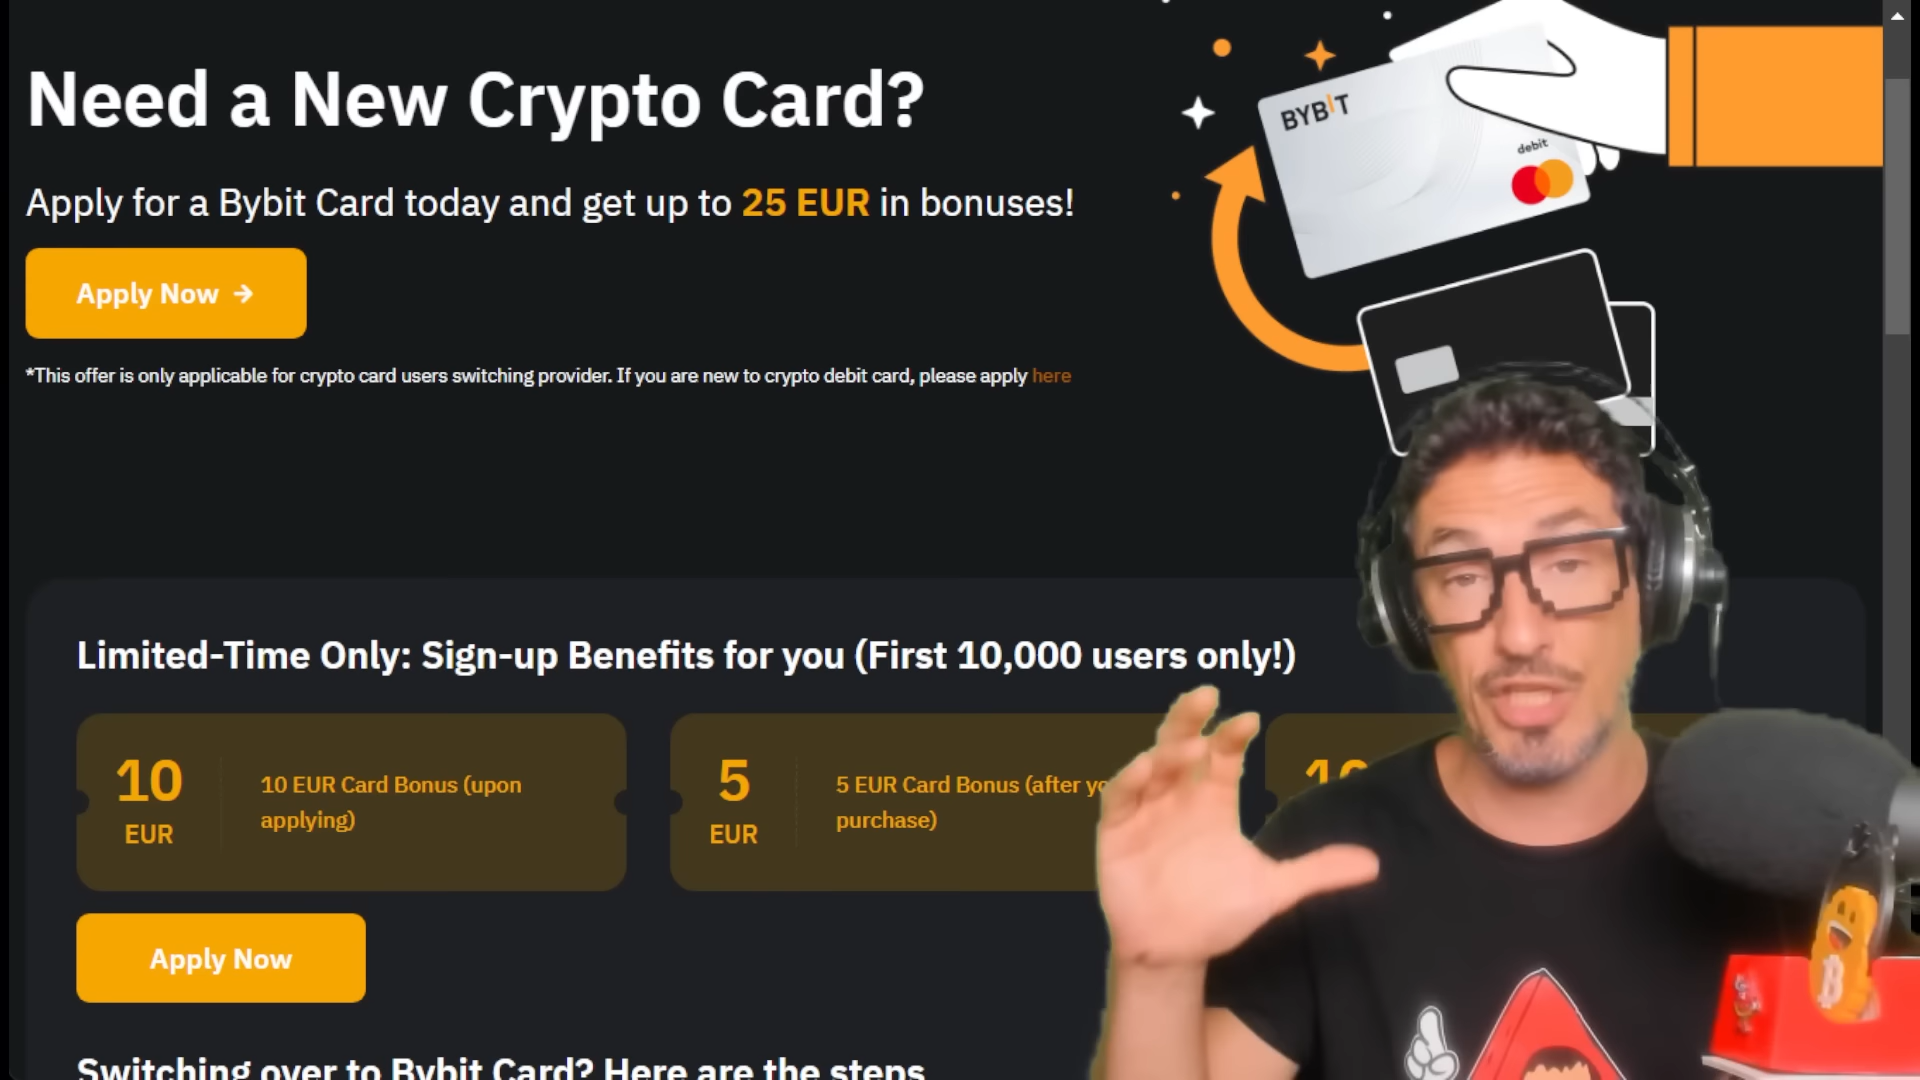 Need a New Crypto Card?
Apply for a Bybit Card today and get up to 25 EUR in bonuses!
Apply Now →
*This offer is only applicable for crypto card users switching provider. If you are new to crypto debit card, please apply here
BYBIT
debit
Limited-Time Only: Sign-up Benefits for you (First 10,000 users only!)
10
EUR
10 EUR Card Bonus (upon
applying)
5
EUR
5 EUR Card Bonus (after
purchase)
10
Apply Now
Switching over to Bybit Card? Here are the steps